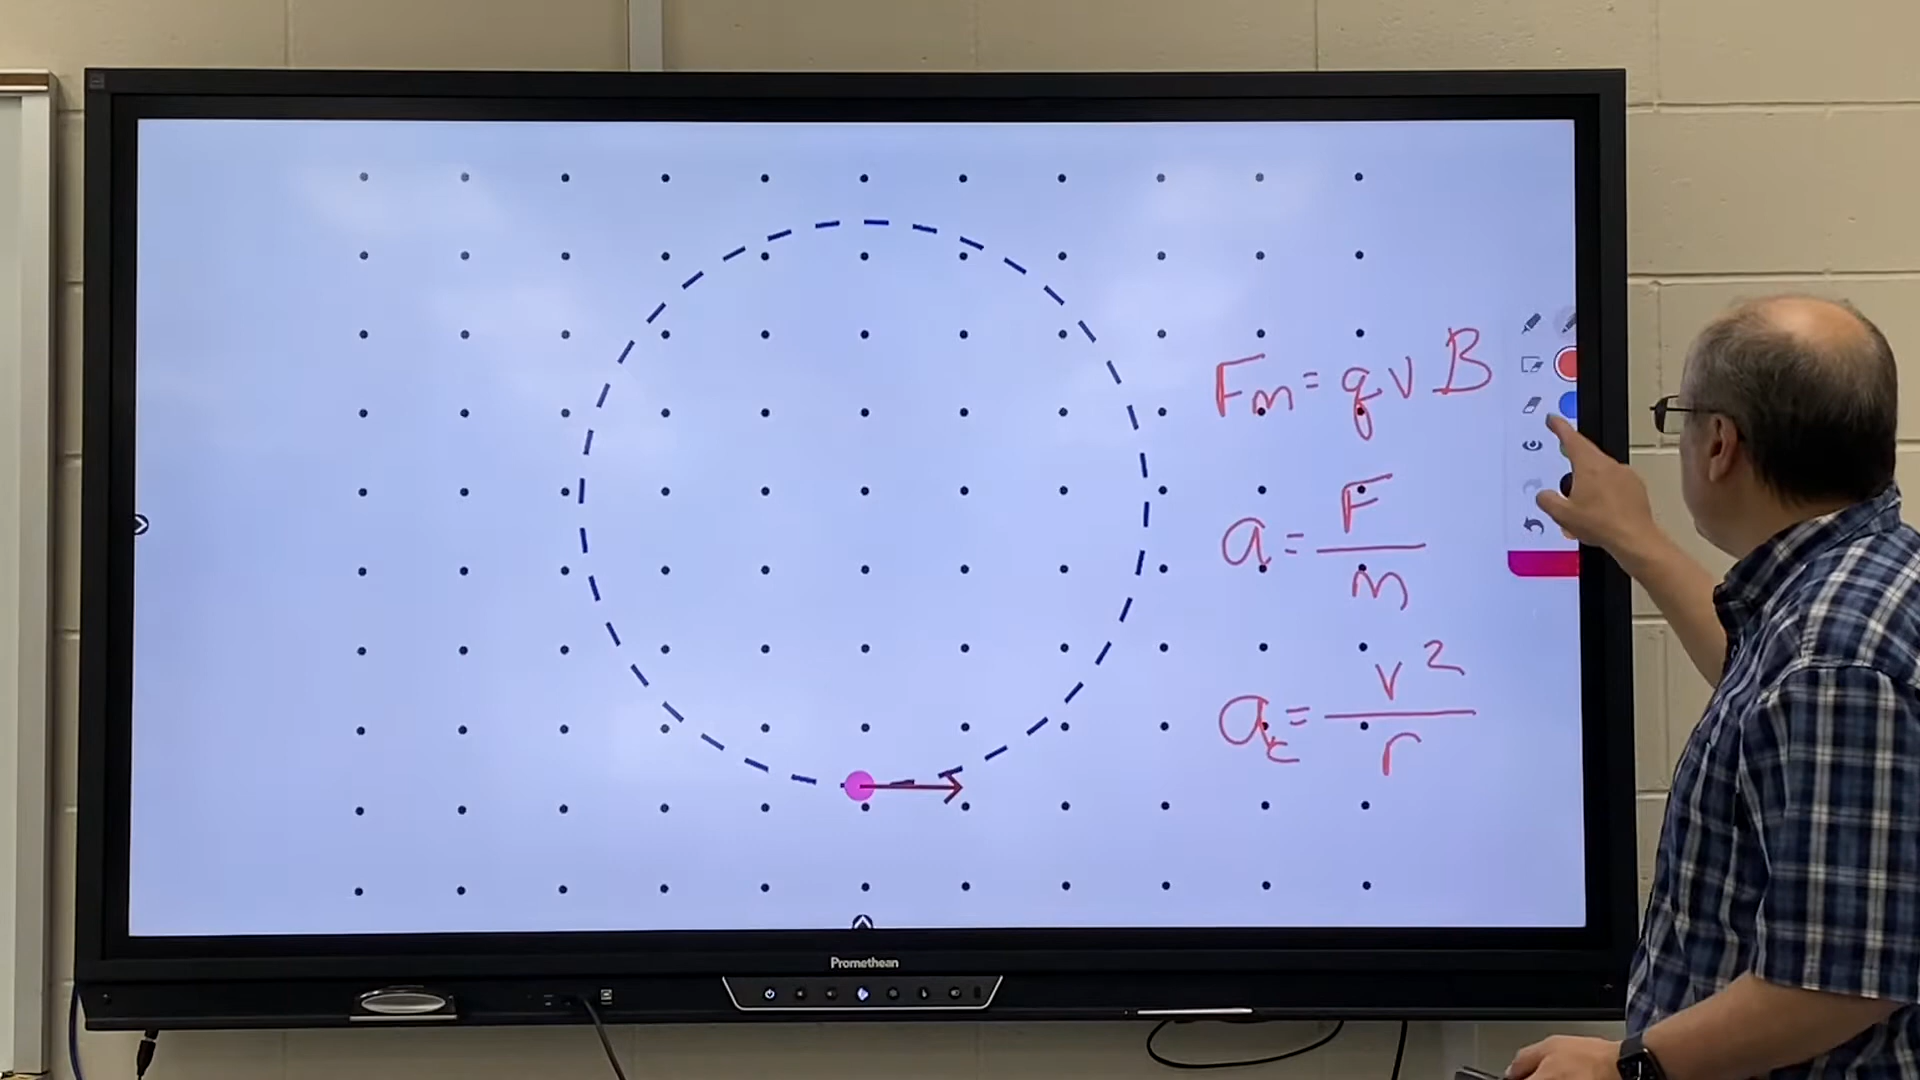 Fm = qvB
a = F/m
ac = v²/r
Promethean